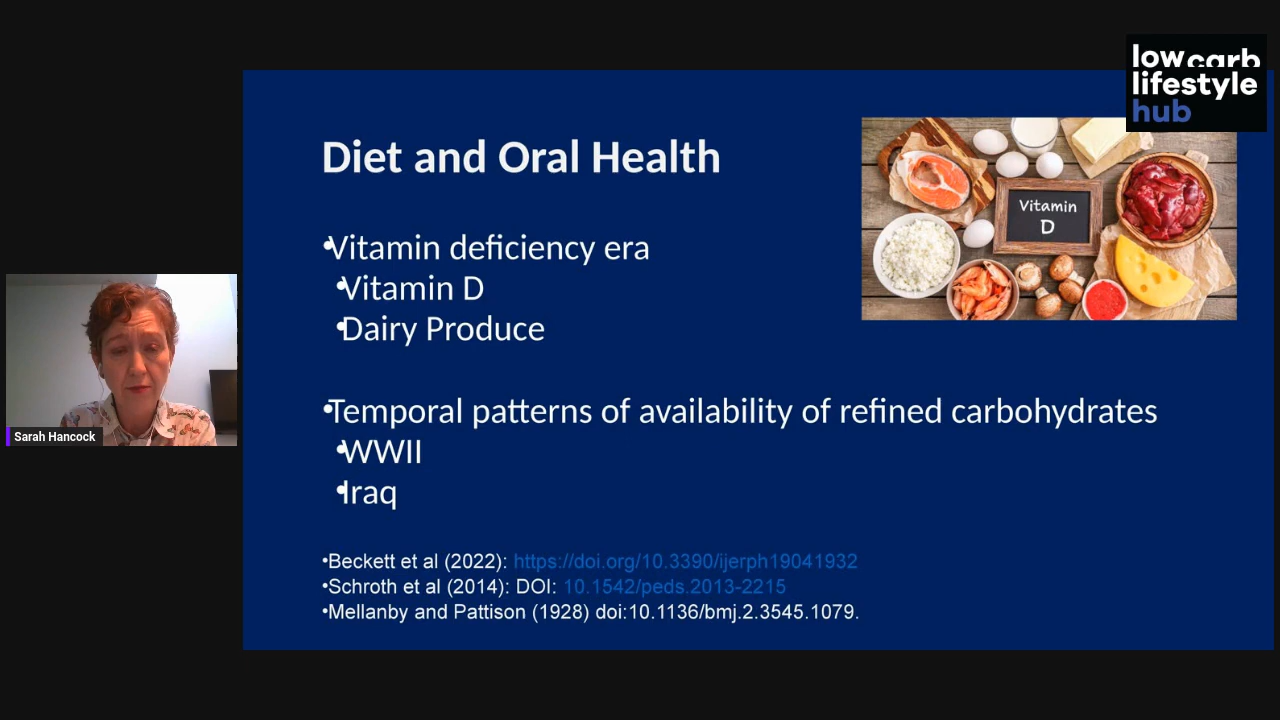 low carb
lifestyle
hub
Diet and Oral Health
Vitamin
D
•Vitamin deficiency era
•Vitamin D
•Dairy Produce
•Temporal patterns of availability of refined carbohydrates
•WWII
•Iraq
Sarah Hancock
•Beckett et al (2022): https://doi.org/10.3390/ijerph19041932
•Schroth et al (2014): DOI: 10.1542/peds.2013-2215
•Mellanby and Pattison (1928) doi:10.1136/bmj.2.3545.1079.